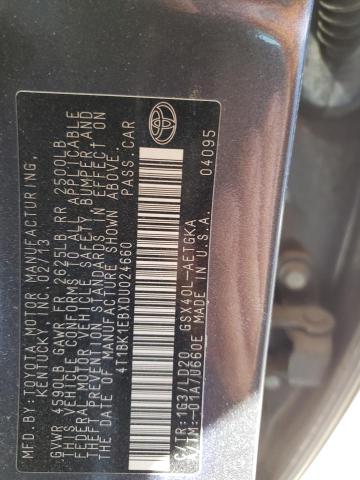 MFD.BY:TOYOTA MOTOR MANUFACTURING,
KENTUCKY, INC. 02/13
GVWR 4590LB GAWR FR 2625LB RR 2500LB
THIS VEHICLE CONFORMS TO ALL APPLICABLE
FEDERAL MOTOR VEHICLE SAFETY, BUMPER, AND
THEFT PREVENTION STANDARDS IN EFFECT ON
THE DATE OF MANUFACTURE SHOWN ABOVE.
4T1BK1EBXDU024660 PASS.CAR
04095
C/TR:1G3/LD20 GSX40L-AETGKA
A/TM:-01A/U660E MADE IN U.S.A.